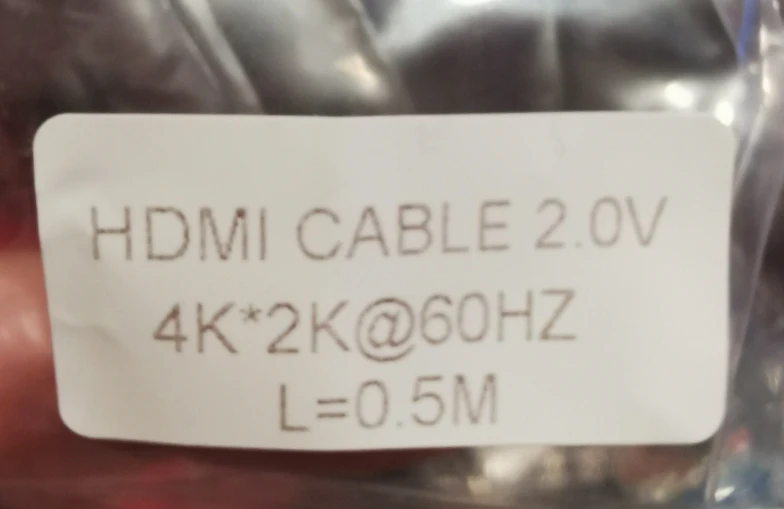 HDMI CABLE 2.0V
4K*2K@60HZ
L=0.5M